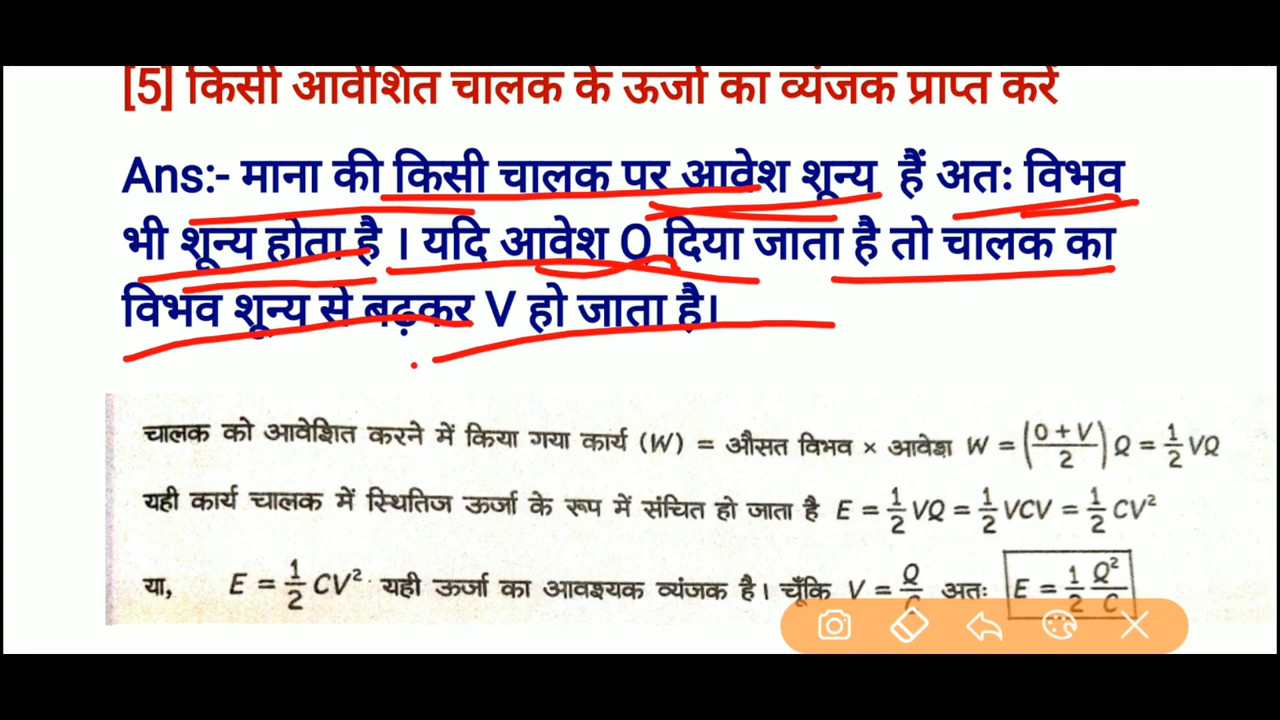 [5] किसी आवेशित चालक के ऊर्जा का व्यंजक प्राप्त करें
Ans:- माना की किसी चालक पर आवेश शून्य हैं अतः विभव
भी शून्य होता है । यदि आवेश Q दिया जाता है तो चालक का
विभव शून्य से बढ़कर V हो जाता है।
चालक को आवेशित करने में किया गया कार्य (W) = औसत विभव × आवेश W = (0 + V / 2) Q = 1/2 VQ
यही कार्य चालक में स्थितिज ऊर्जा के रूप में संचित हो जाता है E = 1/2 VQ = 1/2 VCV = 1/2 CV²
या, E = 1/2 CV² यही ऊर्जा का आवश्यक व्यंजक है। चूँकि V = Q/C अतः E = 1/2 Q²/C